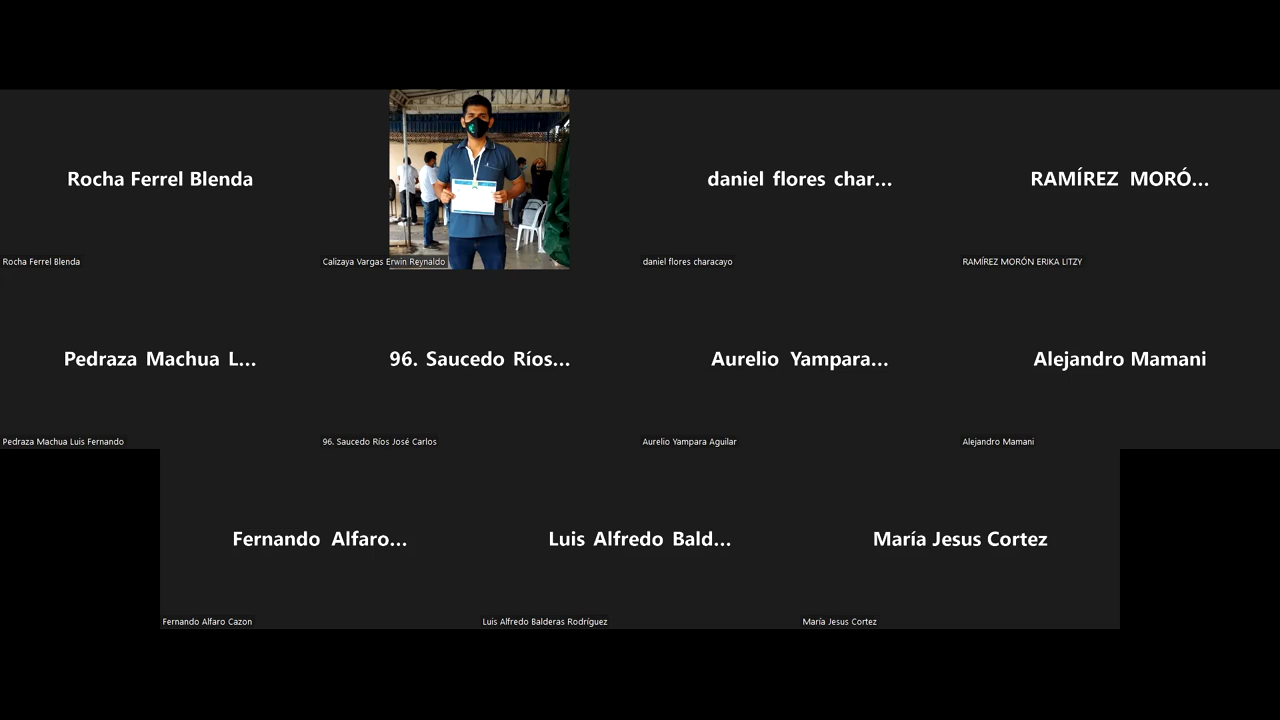 Rocha Ferrel Blenda
daniel flores char...
RAMÍREZ MORÓ...
Rocha Ferrel Blenda
Calizaya Vargas Erwin Reynaldo
daniel flores characayo
RAMÍREZ MORÓN ERIKA LITZY
Pedraza Machua L...
96. Saucedo Ríos...
Aurelio Yampara...
Alejandro Mamani
Pedraza Machua Luis Fernando
96. Saucedo Ríos José Carlos
Aurelio Yampara Aguilar
Alejandro Mamani
Fernando Alfaro...
Luis Alfredo Bald...
María Jesus Cortez
Fernando Alfaro Cazon
Luis Alfredo Balderas Rodríguez
María Jesus Cortez